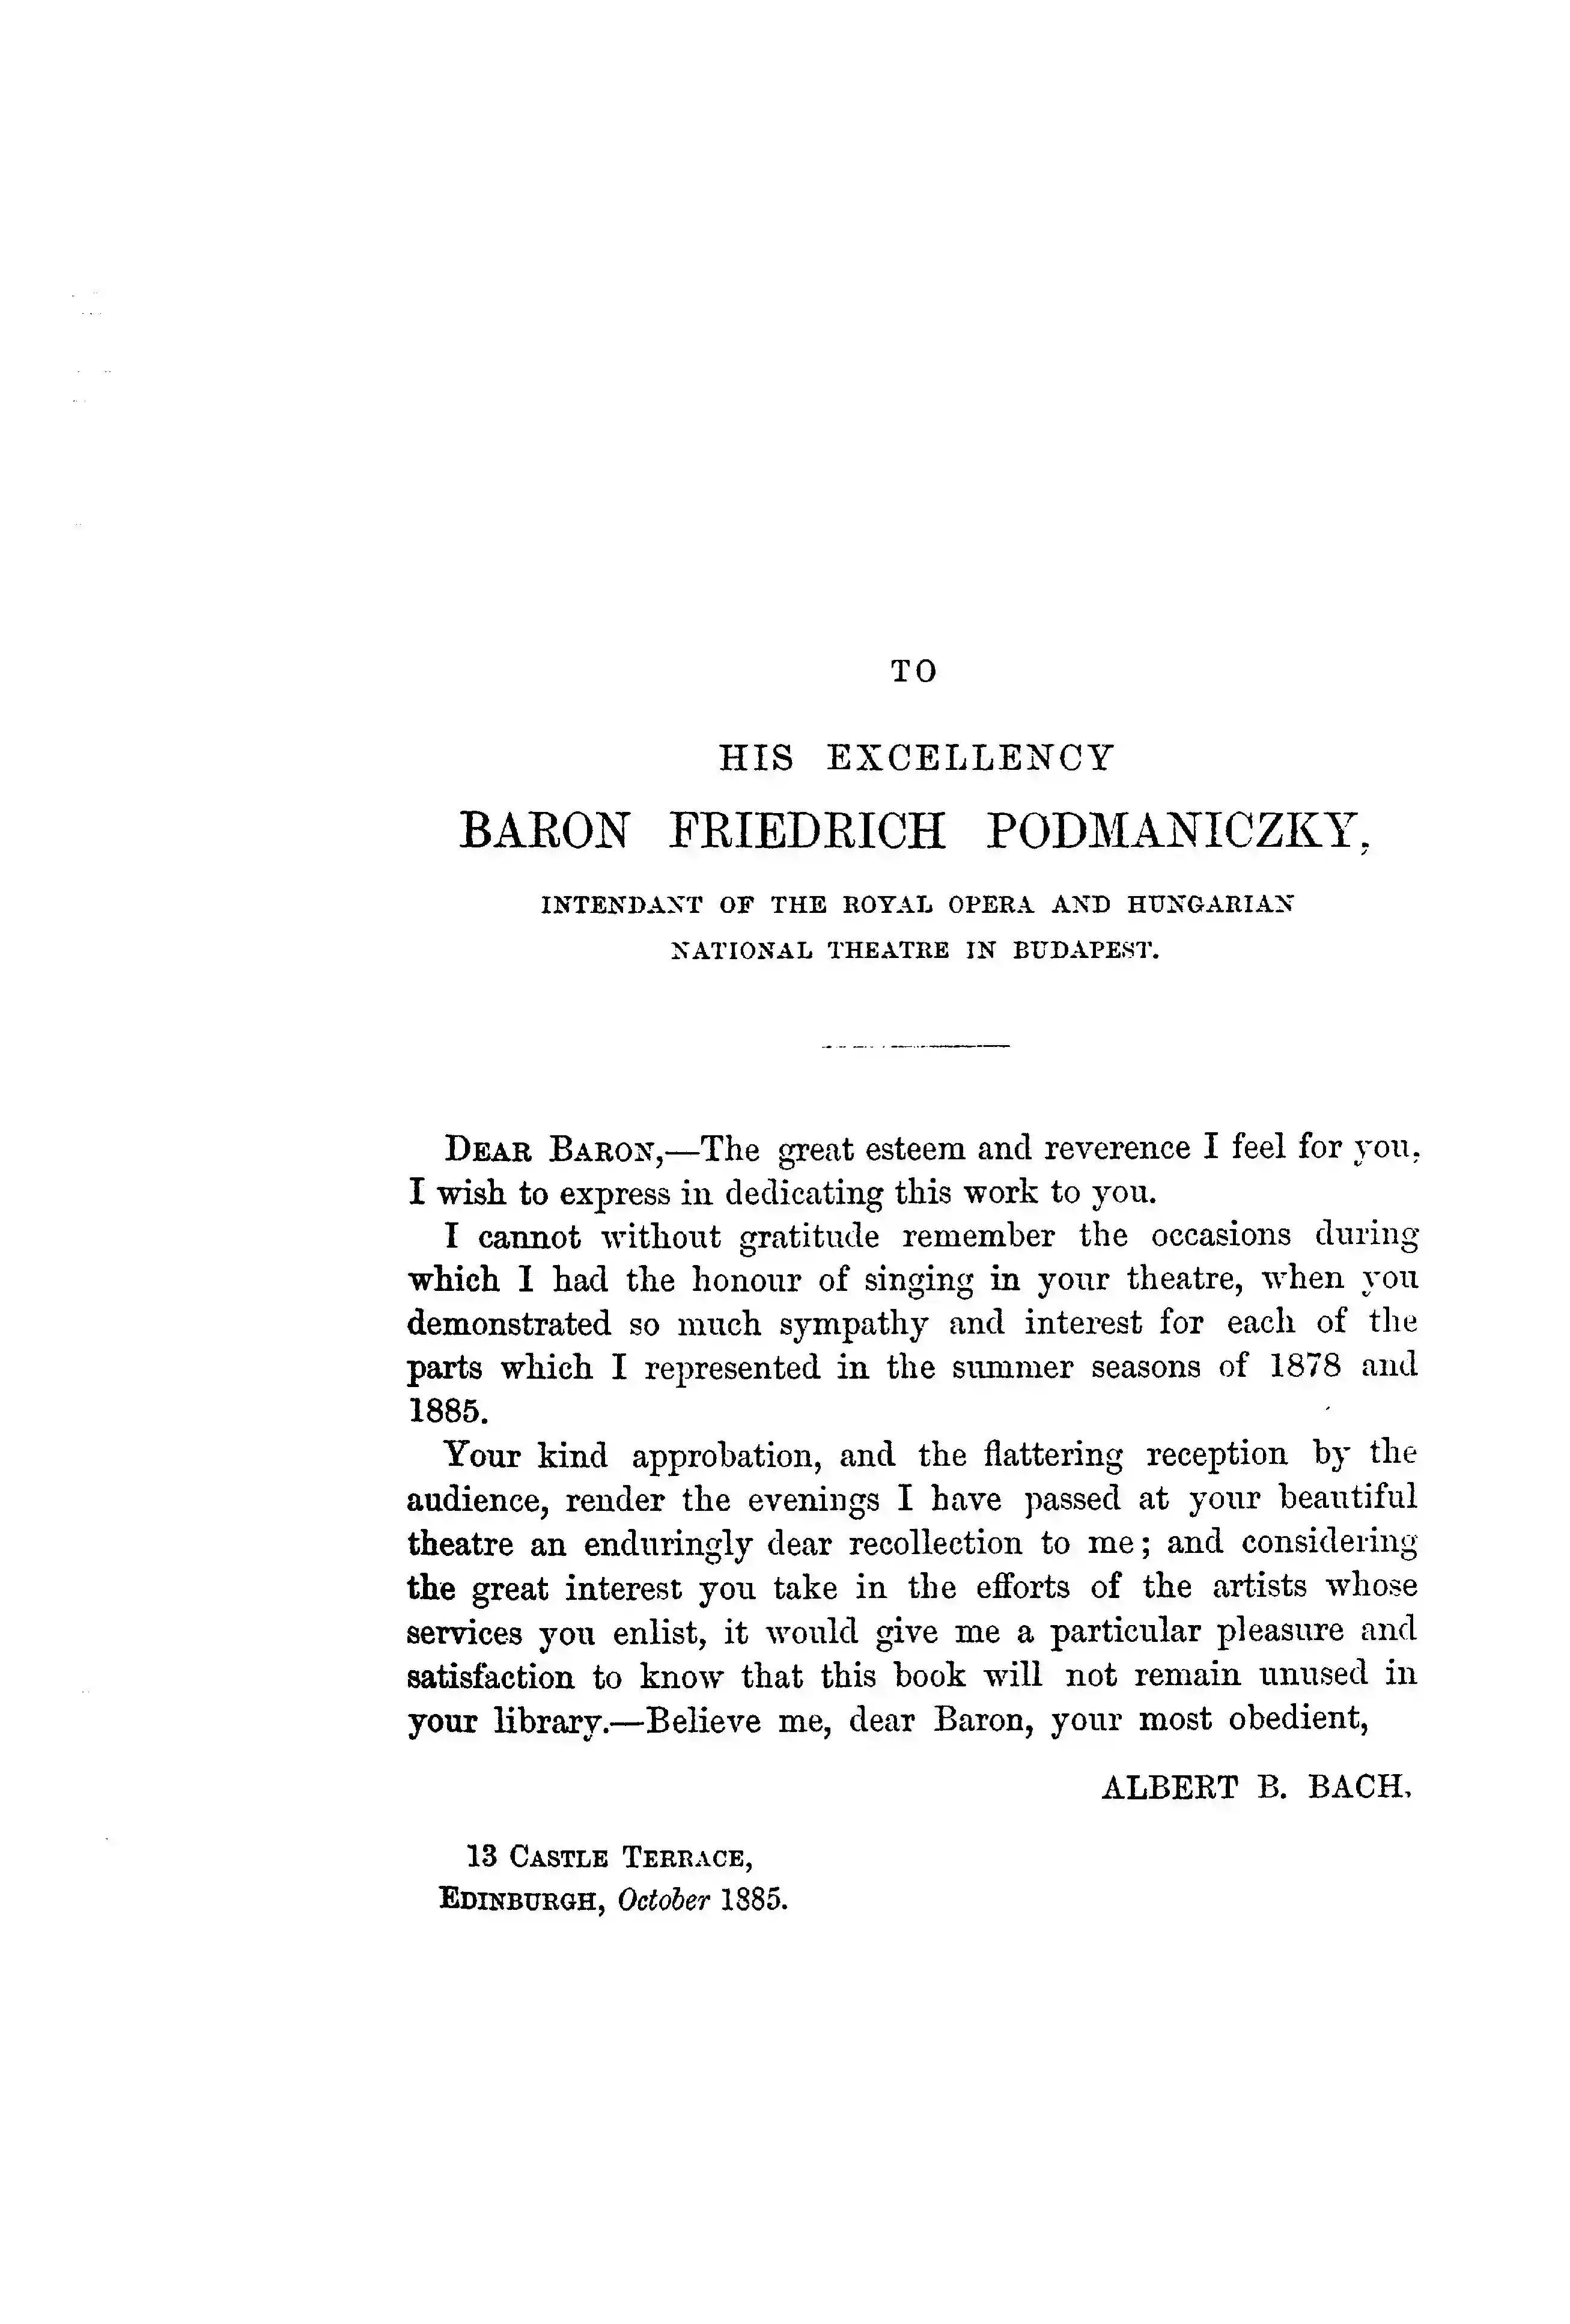 TO
HIS EXCELLENCY
BARON FRIEDRICH PODMANICZKY,
INTENDANT OF THE ROYAL OPERA AND HUNGARIAN
NATIONAL THEATRE IN BUDAPEST.
DEAR BARON,—The great esteem and reverence I feel for you,
I wish to express in dedicating this work to you.
I cannot without gratitude remember the occasions during
which I had the honour of singing in your theatre, when you
demonstrated so much sympathy and interest for each of the
parts which I represented in the summer seasons of 1878 and
1885.
Your kind approbation, and the flattering reception by the
audience, render the evenings I have passed at your beautiful
theatre an enduringly dear recollection to me; and considering
the great interest you take in the efforts of the artists whose
services you enlist, it would give me a particular pleasure and
satisfaction to know that this book will not remain unused in
your library.—Believe me, dear Baron, your most obedient,
ALBERT B. BACH.
13 CASTLE TERRACE,
EDINBURGH, October 1885.